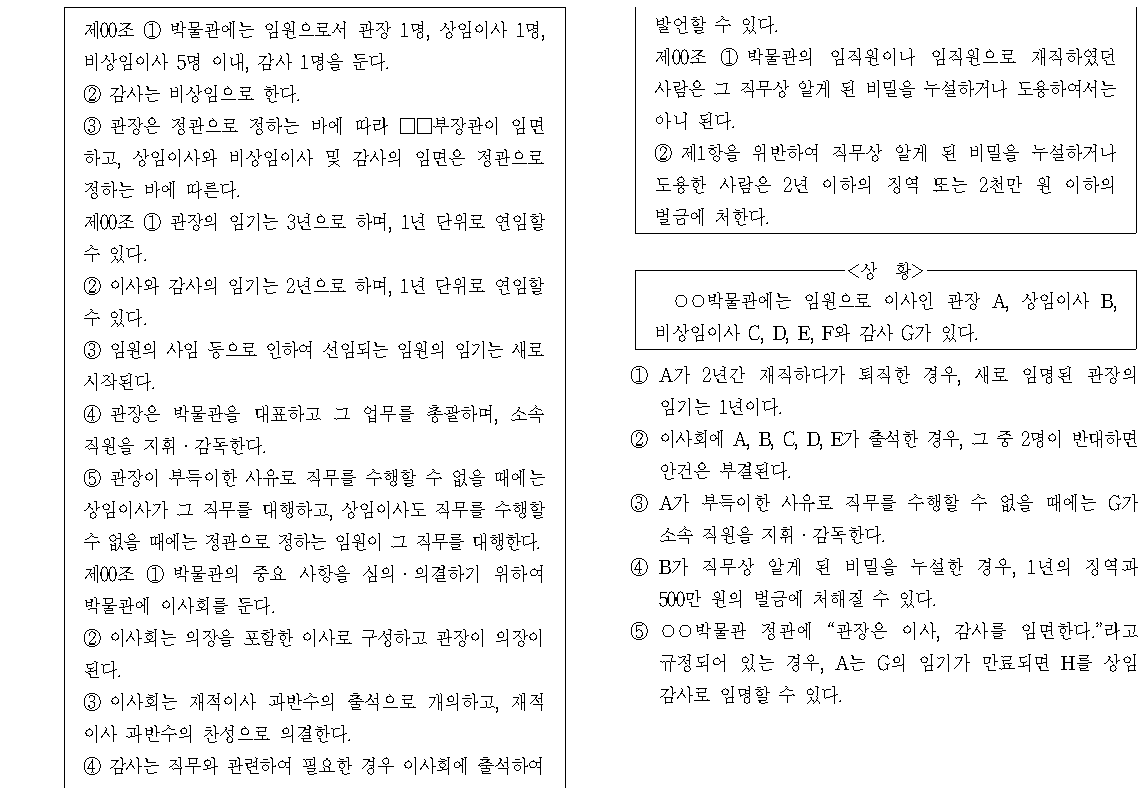 제00조 ① 박물관에는 임원으로서 관장 1명, 상임이사 1명,
비상임이사 5명 이내, 감사 1명을 둔다.
② 감사는 비상임으로 한다.
③ 관장은 정관으로 정하는 바에 따라 □□부장관이 임면
하고, 상임이사와 비상임이사 및 감사의 임면은 정관으로
정하는 바에 따른다.
제00조 ① 관장의 임기는 3년으로 하며, 1년 단위로 연임할
수 있다.
② 이사와 감사의 임기는 2년으로 하며, 1년 단위로 연임할
수 있다.
③ 임원의 사임 등으로 인하여 선임되는 임원의 임기는 새로
시작된다.
④ 관장은 박물관을 대표하고 그 업무를 총괄하며, 소속
직원을 지휘·감독한다.
⑤ 관장이 부득이한 사유로 직무를 수행할 수 없을 때에는
상임이사가 그 직무를 대행하고, 상임이사도 직무를 수행할
수 없을 때에는 정관으로 정하는 임원이 그 직무를 대행한다.
제00조 ① 박물관의 중요 사항을 심의·의결하기 위하여
박물관에 이사회를 둔다.
② 이사회는 의장을 포함한 이사로 구성하고 관장이 의장이
된다.
③ 이사회는 재적이사 과반수의 출석으로 개의하고, 재적
이사 과반수의 찬성으로 의결한다.
④ 감사는 직무와 관련하여 필요한 경우 이사회에 출석하여
발언할 수 있다.
제00조 ① 박물관의 임직원이나 임직원으로 재직하였던
사람은 그 직무상 알게 된 비밀을 누설하거나 도용하여서는
아니 된다.
② 제1항을 위반하여 직무상 알게 된 비밀을 누설하거나
도용한 사람은 2년 이하의 징역 또는 2천만 원 이하의
벌금에 처한다.
<상 황>
○○박물관에는 임원으로 이사인 관장 A, 상임이사 B,
비상임이사 C, D, E, F와 감사 G가 있다.
① A가 2년간 재직하다가 퇴직한 경우, 새로 임명된 관장의
임기는 1년이다.
② 이사회에 A, B, C, D, E가 출석한 경우, 그 중 2명이 반대하면
안건은 부결된다.
③ A가 부득이한 사유로 직무를 수행할 수 없을 때에는 G가
소속 직원을 지휘·감독한다.
④ B가 직무상 알게 된 비밀을 누설한 경우, 1년의 징역과
500만 원의 벌금에 처해질 수 있다.
⑤ ○○박물관 정관에 “관장은 이사, 감사를 임면한다.”라고
규정되어 있는 경우, A는 G의 임기가 만료되면 H를 상임
감사로 임명할 수 있다.